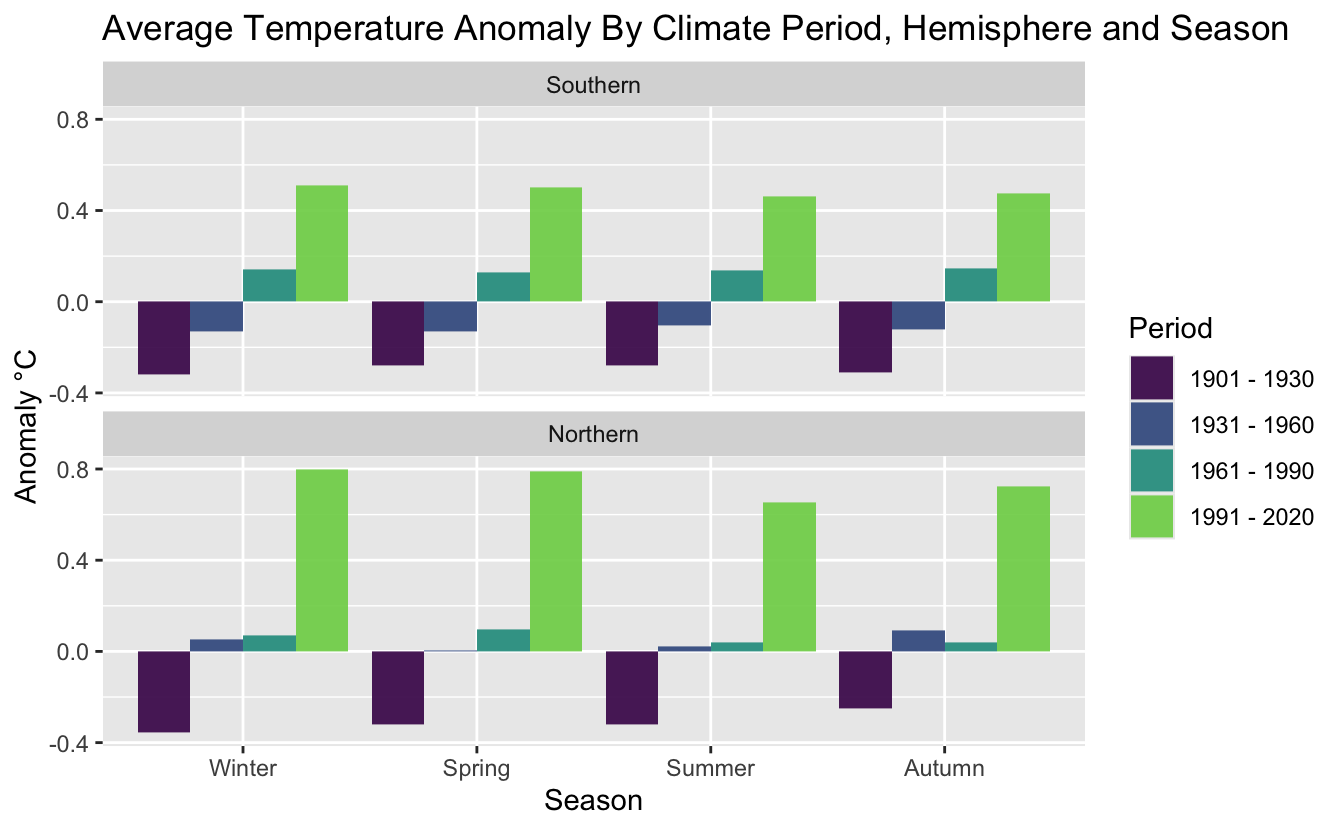 Average Temperature Anomaly By Climate Period, Hemisphere and Season
Southern
0.8
0.4
0.0
-0.4
Northern
0.8
0.4
0.0
-0.4
Anomaly °C
Winter Spring Summer Autumn
Season
Period
1901 - 1930
1931 - 1960
1961 - 1990
1991 - 2020